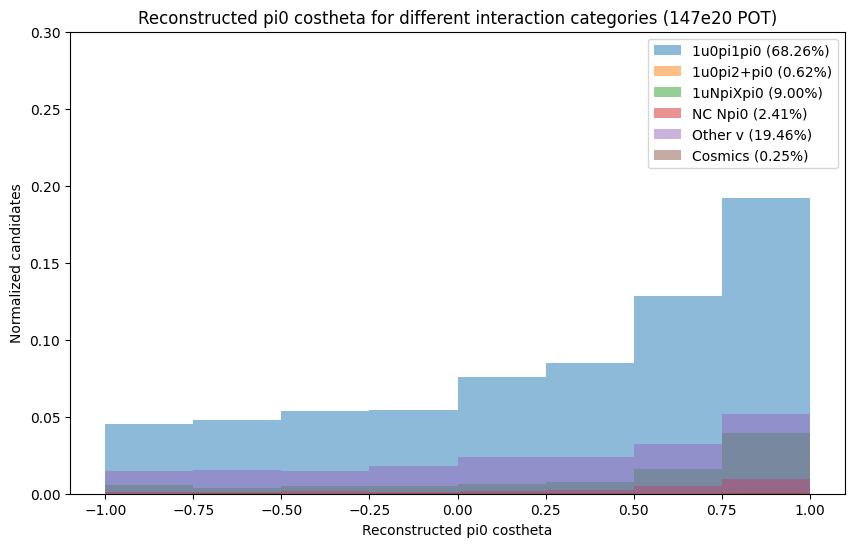 Reconstructed pi0 costheta for different interaction categories (147e20 POT)
0.30
0.25
0.20
0.15
0.10
0.05
0.00
Normalized candidates
1u0pi1pi0 (68.26%)
1u0pi2+pi0 (0.62%)
1uNpiXpi0 (9.00%)
NC Npi0 (2.41%)
Other v (19.46%)
Cosmics (0.25%)
−1.00 −0.75 −0.50 −0.25 0.00 0.25 0.50 0.75 1.00
Reconstructed pi0 costheta